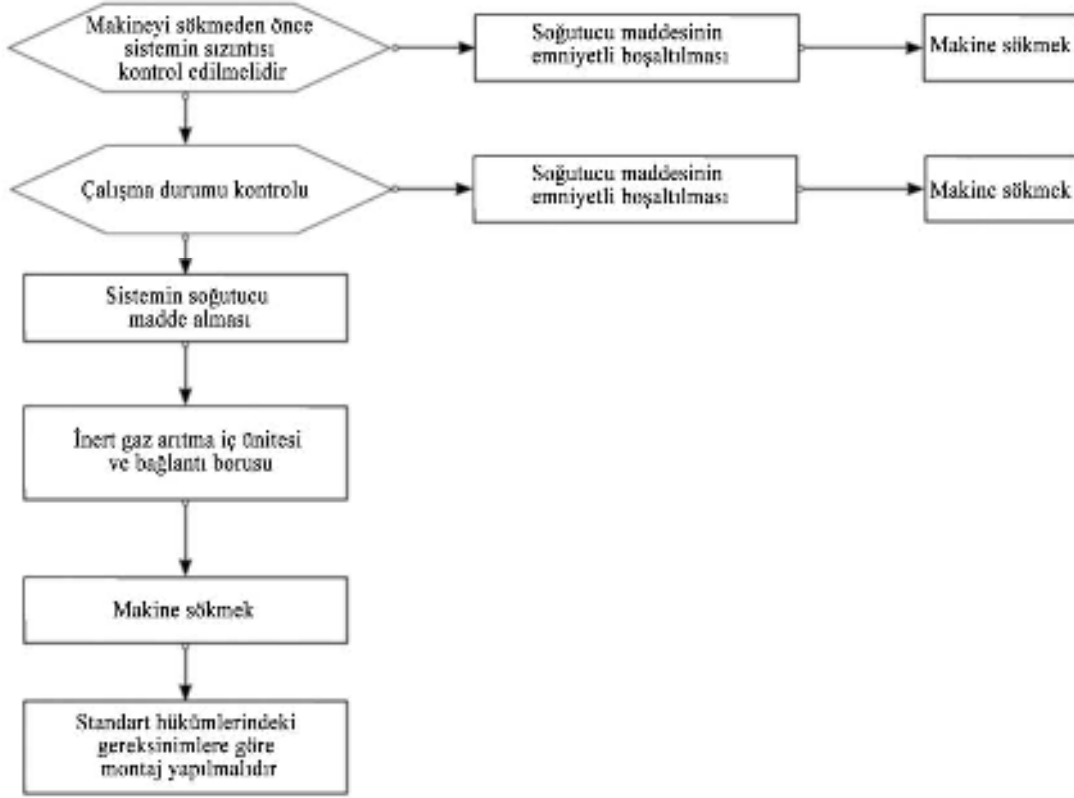 Makineyi sökmeden önce
sistemin sızıntısı
kontrol edilmelidir
Soğutucu maddesinin
emniyetli boşaltılması
Makine sökmek
Çalışma durumu kontrolu
Soğutucu maddesinin
emniyetli boşaltılması
Makine sökmek
Sistemin soğutucu
madde alması
İnert gaz arıtma iç ünitesi
ve bağlantı borusu
Makine sökmek
Standart hükümlerindeki
gereksinimlere göre
montaj yapılmalıdır